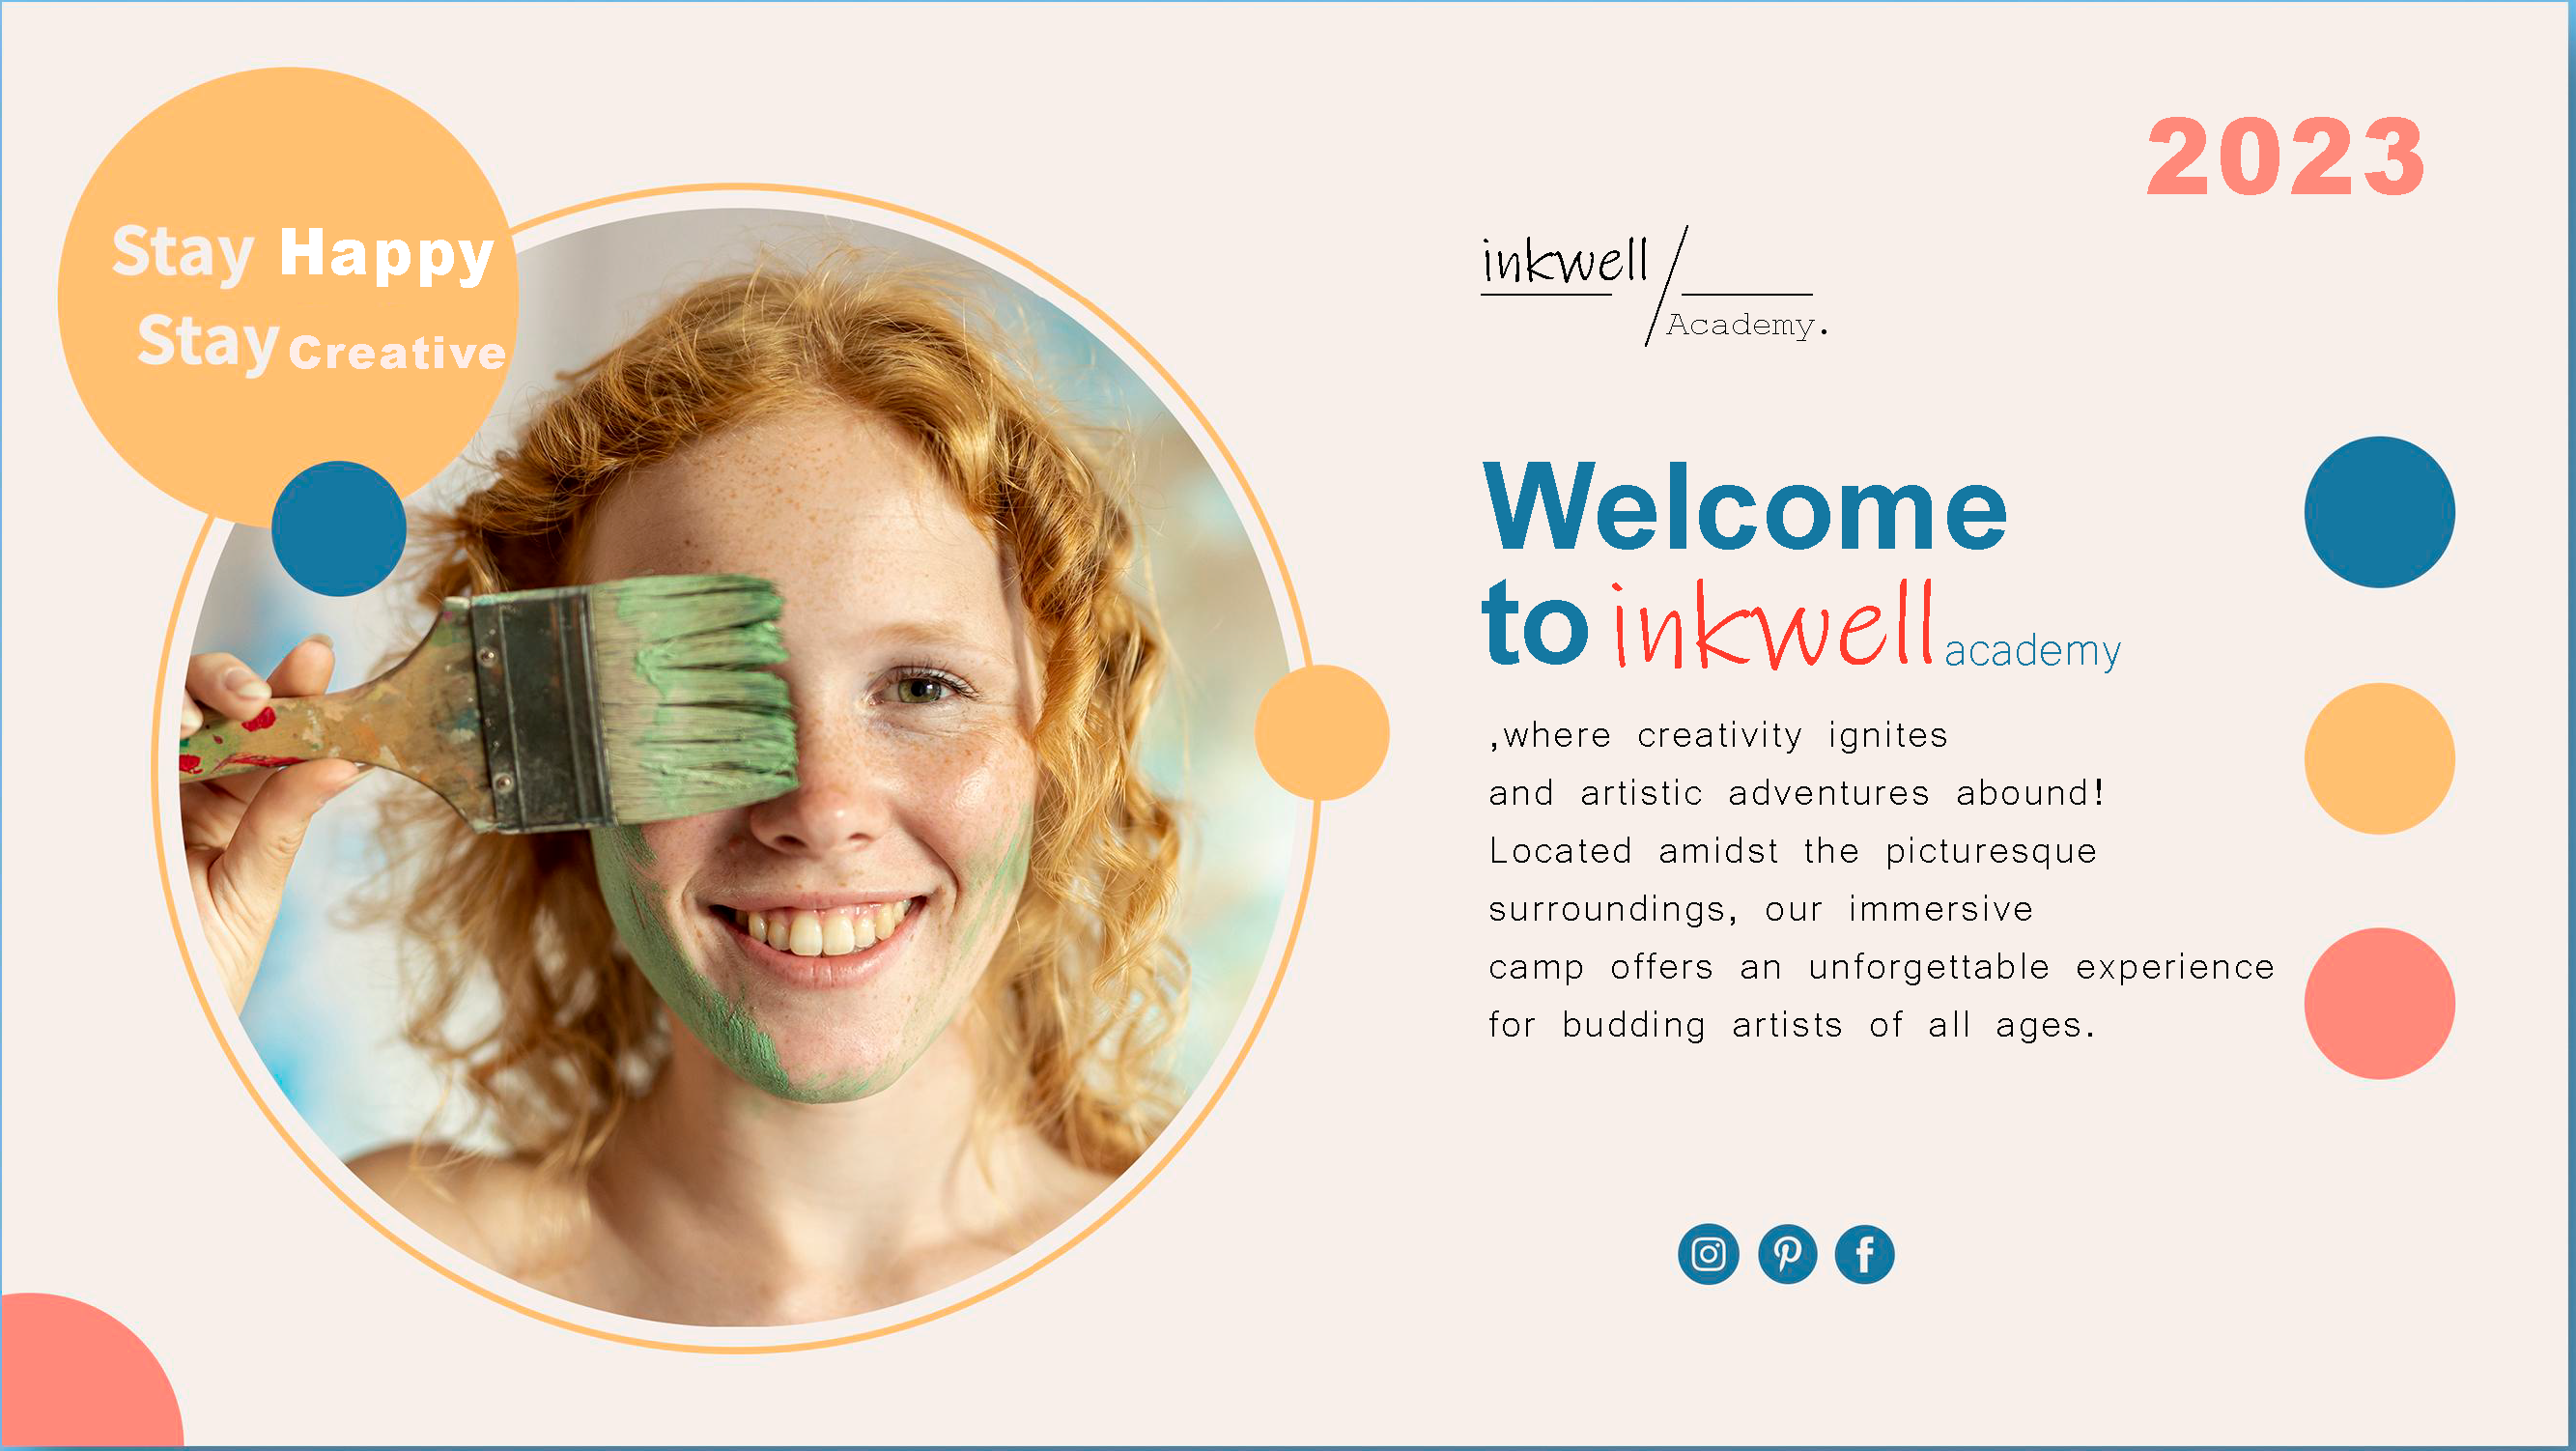 Stay Happy
Stay Creative
2023
inkwell
Academy.
Welcome
to inkwell academy
,where creativity ignites
and artistic adventures abound!
Located amidst the picturesque
surroundings, our immersive
camp offers an unforgettable experience
for budding artists of all ages.